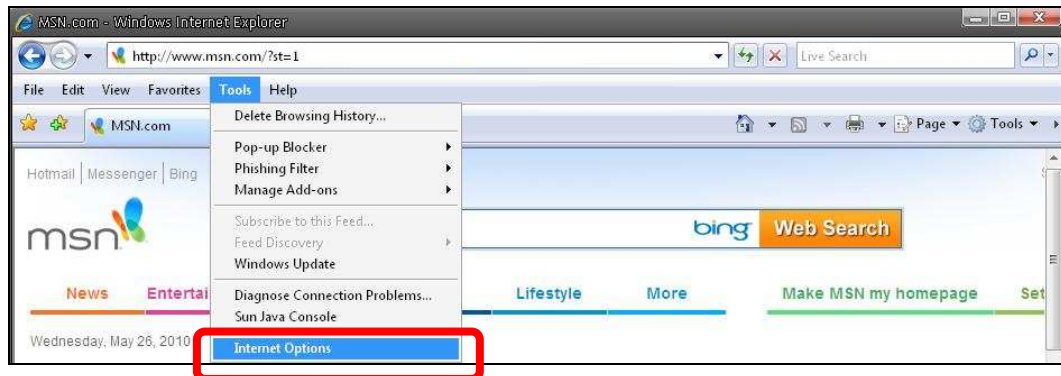 MSN.com - Windows Internet Explorer
http://www.msn.com/?st=1
Live Search
File Edit View Favorites Tools Help
MSN.com
Page Tools
Delete Browsing History...
Pop-up Blocker
Phishing Filter
Manage Add-ons
Subscribe to this Feed...
Feed Discovery
Windows Update
Diagnose Connection Problems...
Sun Java Console
Internet Options
Hotmail Messenger Bing
msn
bing Web Search
News Entertai Lifestyle More Make MSN my homepage Set
Wednesday, May 26, 2010